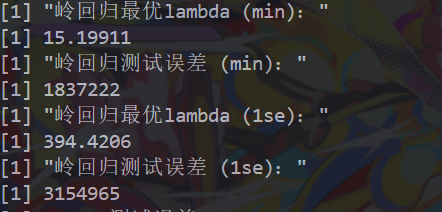 [1] "岭回归最优lambda (min)："
[1] 15.19911
[1] "岭回归测试误差 (min)："
[1] 1837222
[1] "岭回归最优lambda (1se)："
[1] 394.4206
[1] "岭回归测试误差 (1se)："
[1] 3154965